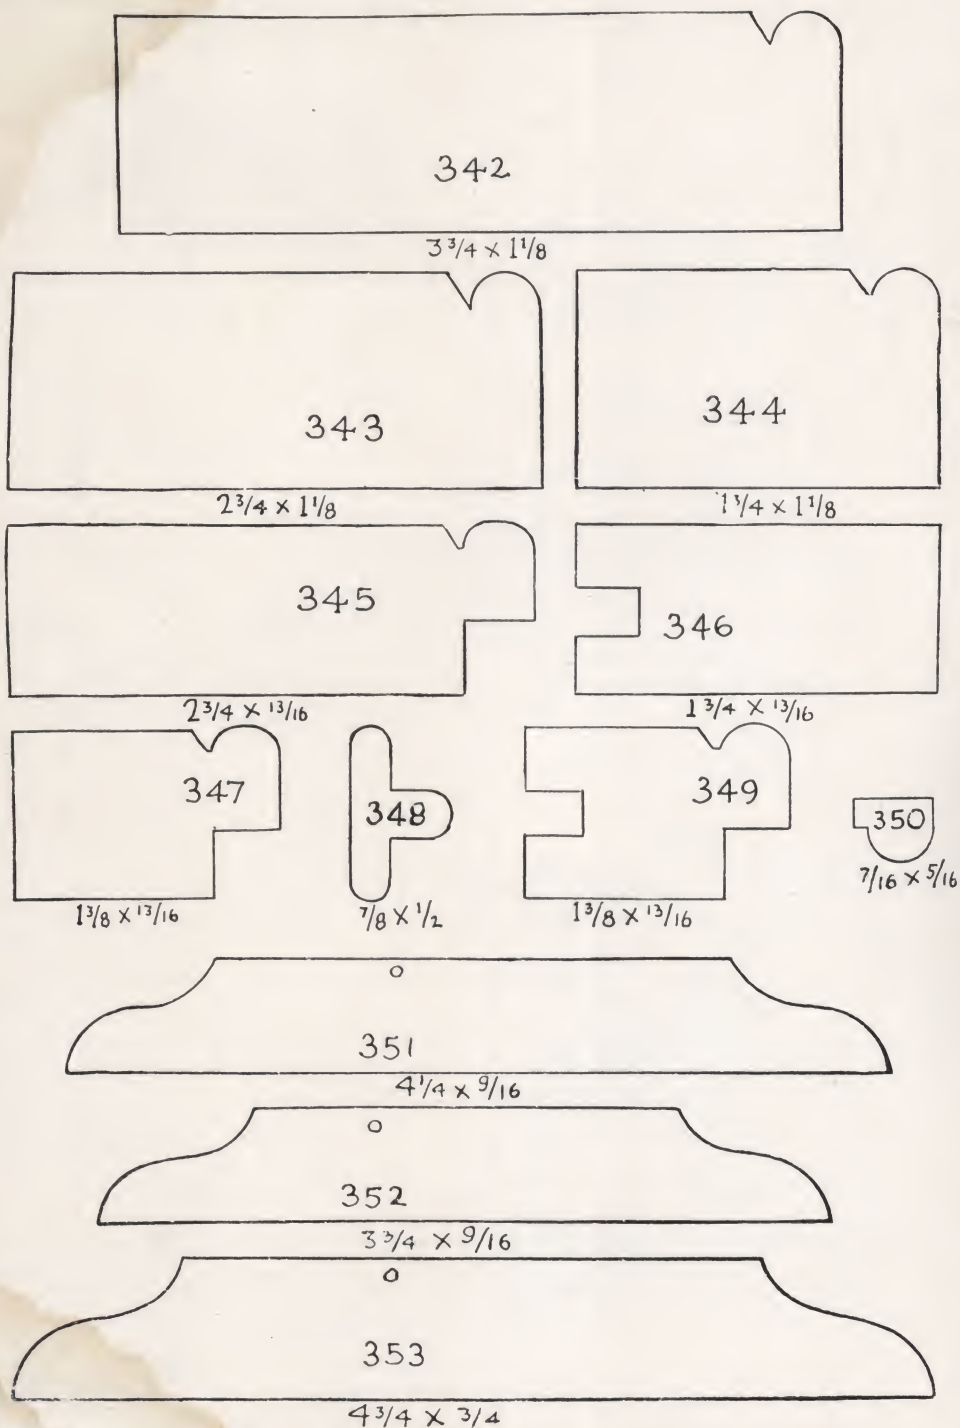 342
3 3/4 x 1 1/8
343
2 3/4 x 1 1/8
344
1 3/4 x 1 1/8
345
2 3/4 x 13/16
346
1 3/4 x 13/16
347
1 3/8 x 13/16
348
7/8 x 1/2
349
1 3/8 x 13/16
350
7/16 x 5/16
351
4 1/4 x 9/16
352
3 3/4 x 9/16
353
4 3/4 x 3/4